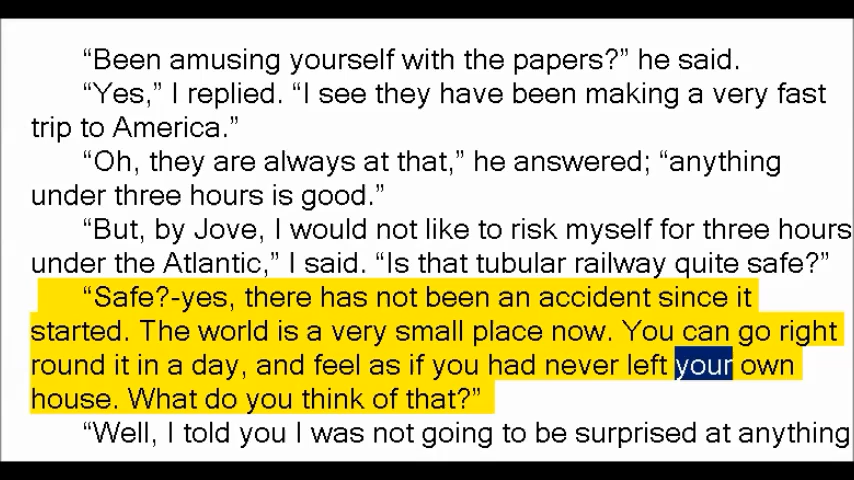 “Been amusing yourself with the papers?” he said.
“Yes,” I replied. “I see they have been making a very fast
trip to America.”
“Oh, they are always at that,” he answered; “anything
under three hours is good.”
“But, by Jove, I would not like to risk myself for three hours
under the Atlantic,” I said. “Is that tubular railway quite safe?”
“Safe?-yes, there has not been an accident since it
started. The world is a very small place now. You can go right
round it in a day, and feel as if you had never left your own
house. What do you think of that?”
“Well, I told you I was not going to be surprised at anything